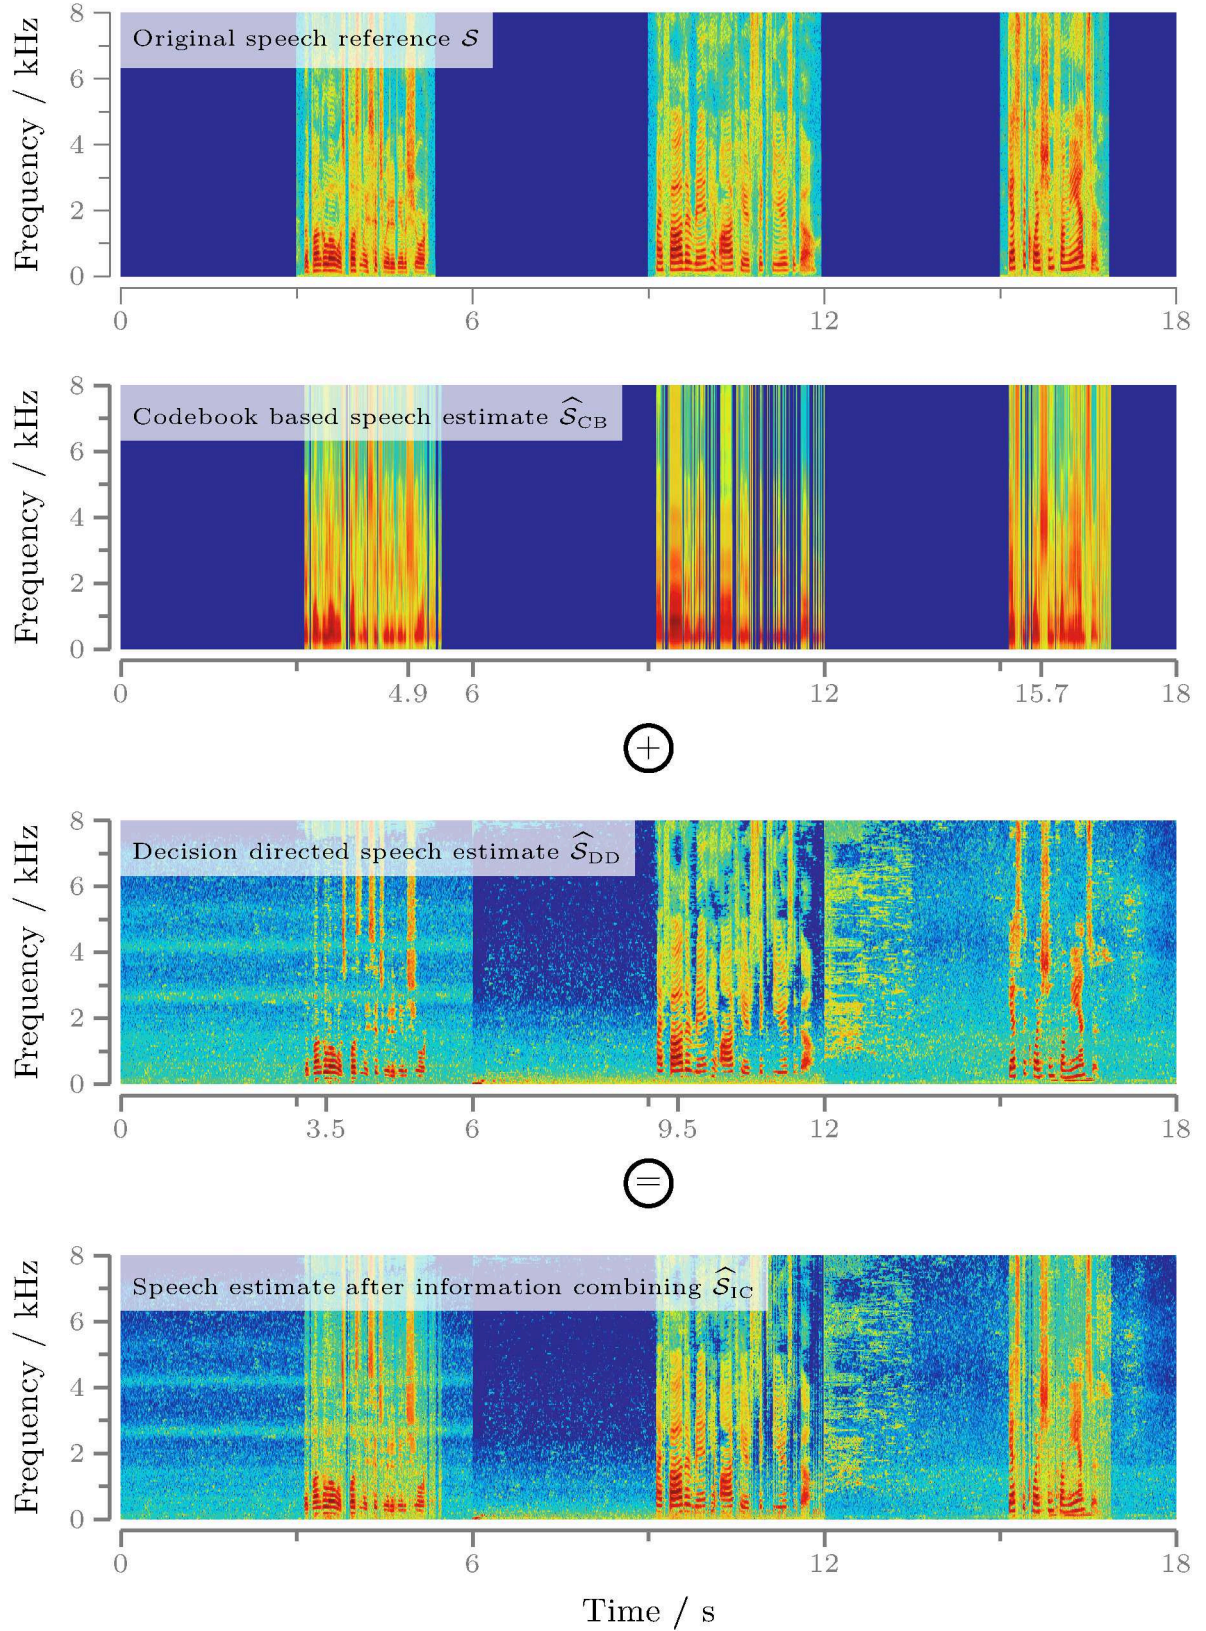 8
6
4
2
0
Frequency / kHz
Original speech reference 𝒮
0 6 12 18
8
6
4
2
0
Frequency / kHz
Codebook based speech estimate 𝒮̂CB
0 4.9 6 12 15.7 18
+
8
6
4
2
0
Frequency / kHz
Decision directed speech estimate 𝒮̂DD
0 3.5 6 9.5 12 18
=
8
6
4
2
0
Frequency / kHz
Speech estimate after information combining 𝒮̂IC
0 6 12 18
Time / s